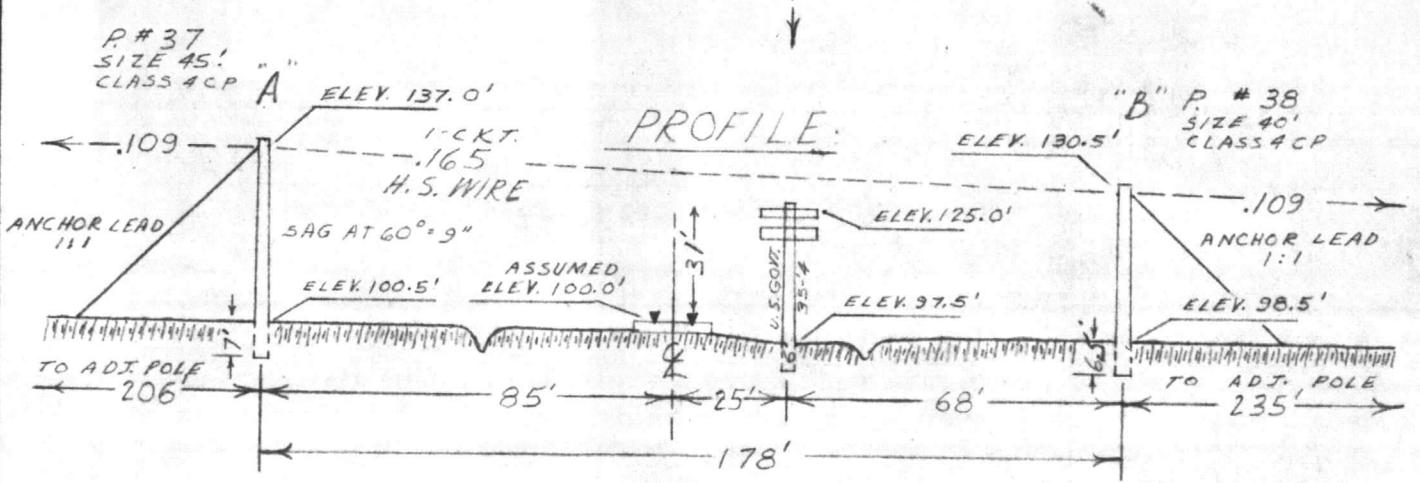 P. #37
SIZE 45'
CLASS 4 CP
"A"
ELEV. 137.0'
1-CKT.
.165
H.S. WIRE
.109
PROFILE:
ELEV. 130.5'
"B"
P. #38
SIZE 40'
CLASS 4 CP
ANCHOR LEAD
1:1
SAG AT 60°=9"
31'
ELEV. 125.0'
.109
ANCHOR LEAD
1:1
ASSUMED
ELEV. 100.0'
ELEV. 100.5'
U.S. GOVT.
35-'4
ELEV. 97.5'
ELEV. 98.5'
7'
6'
TO ADJ. POLE
206'
85'
25'
68'
TO ADJ. POLE
235'
178'